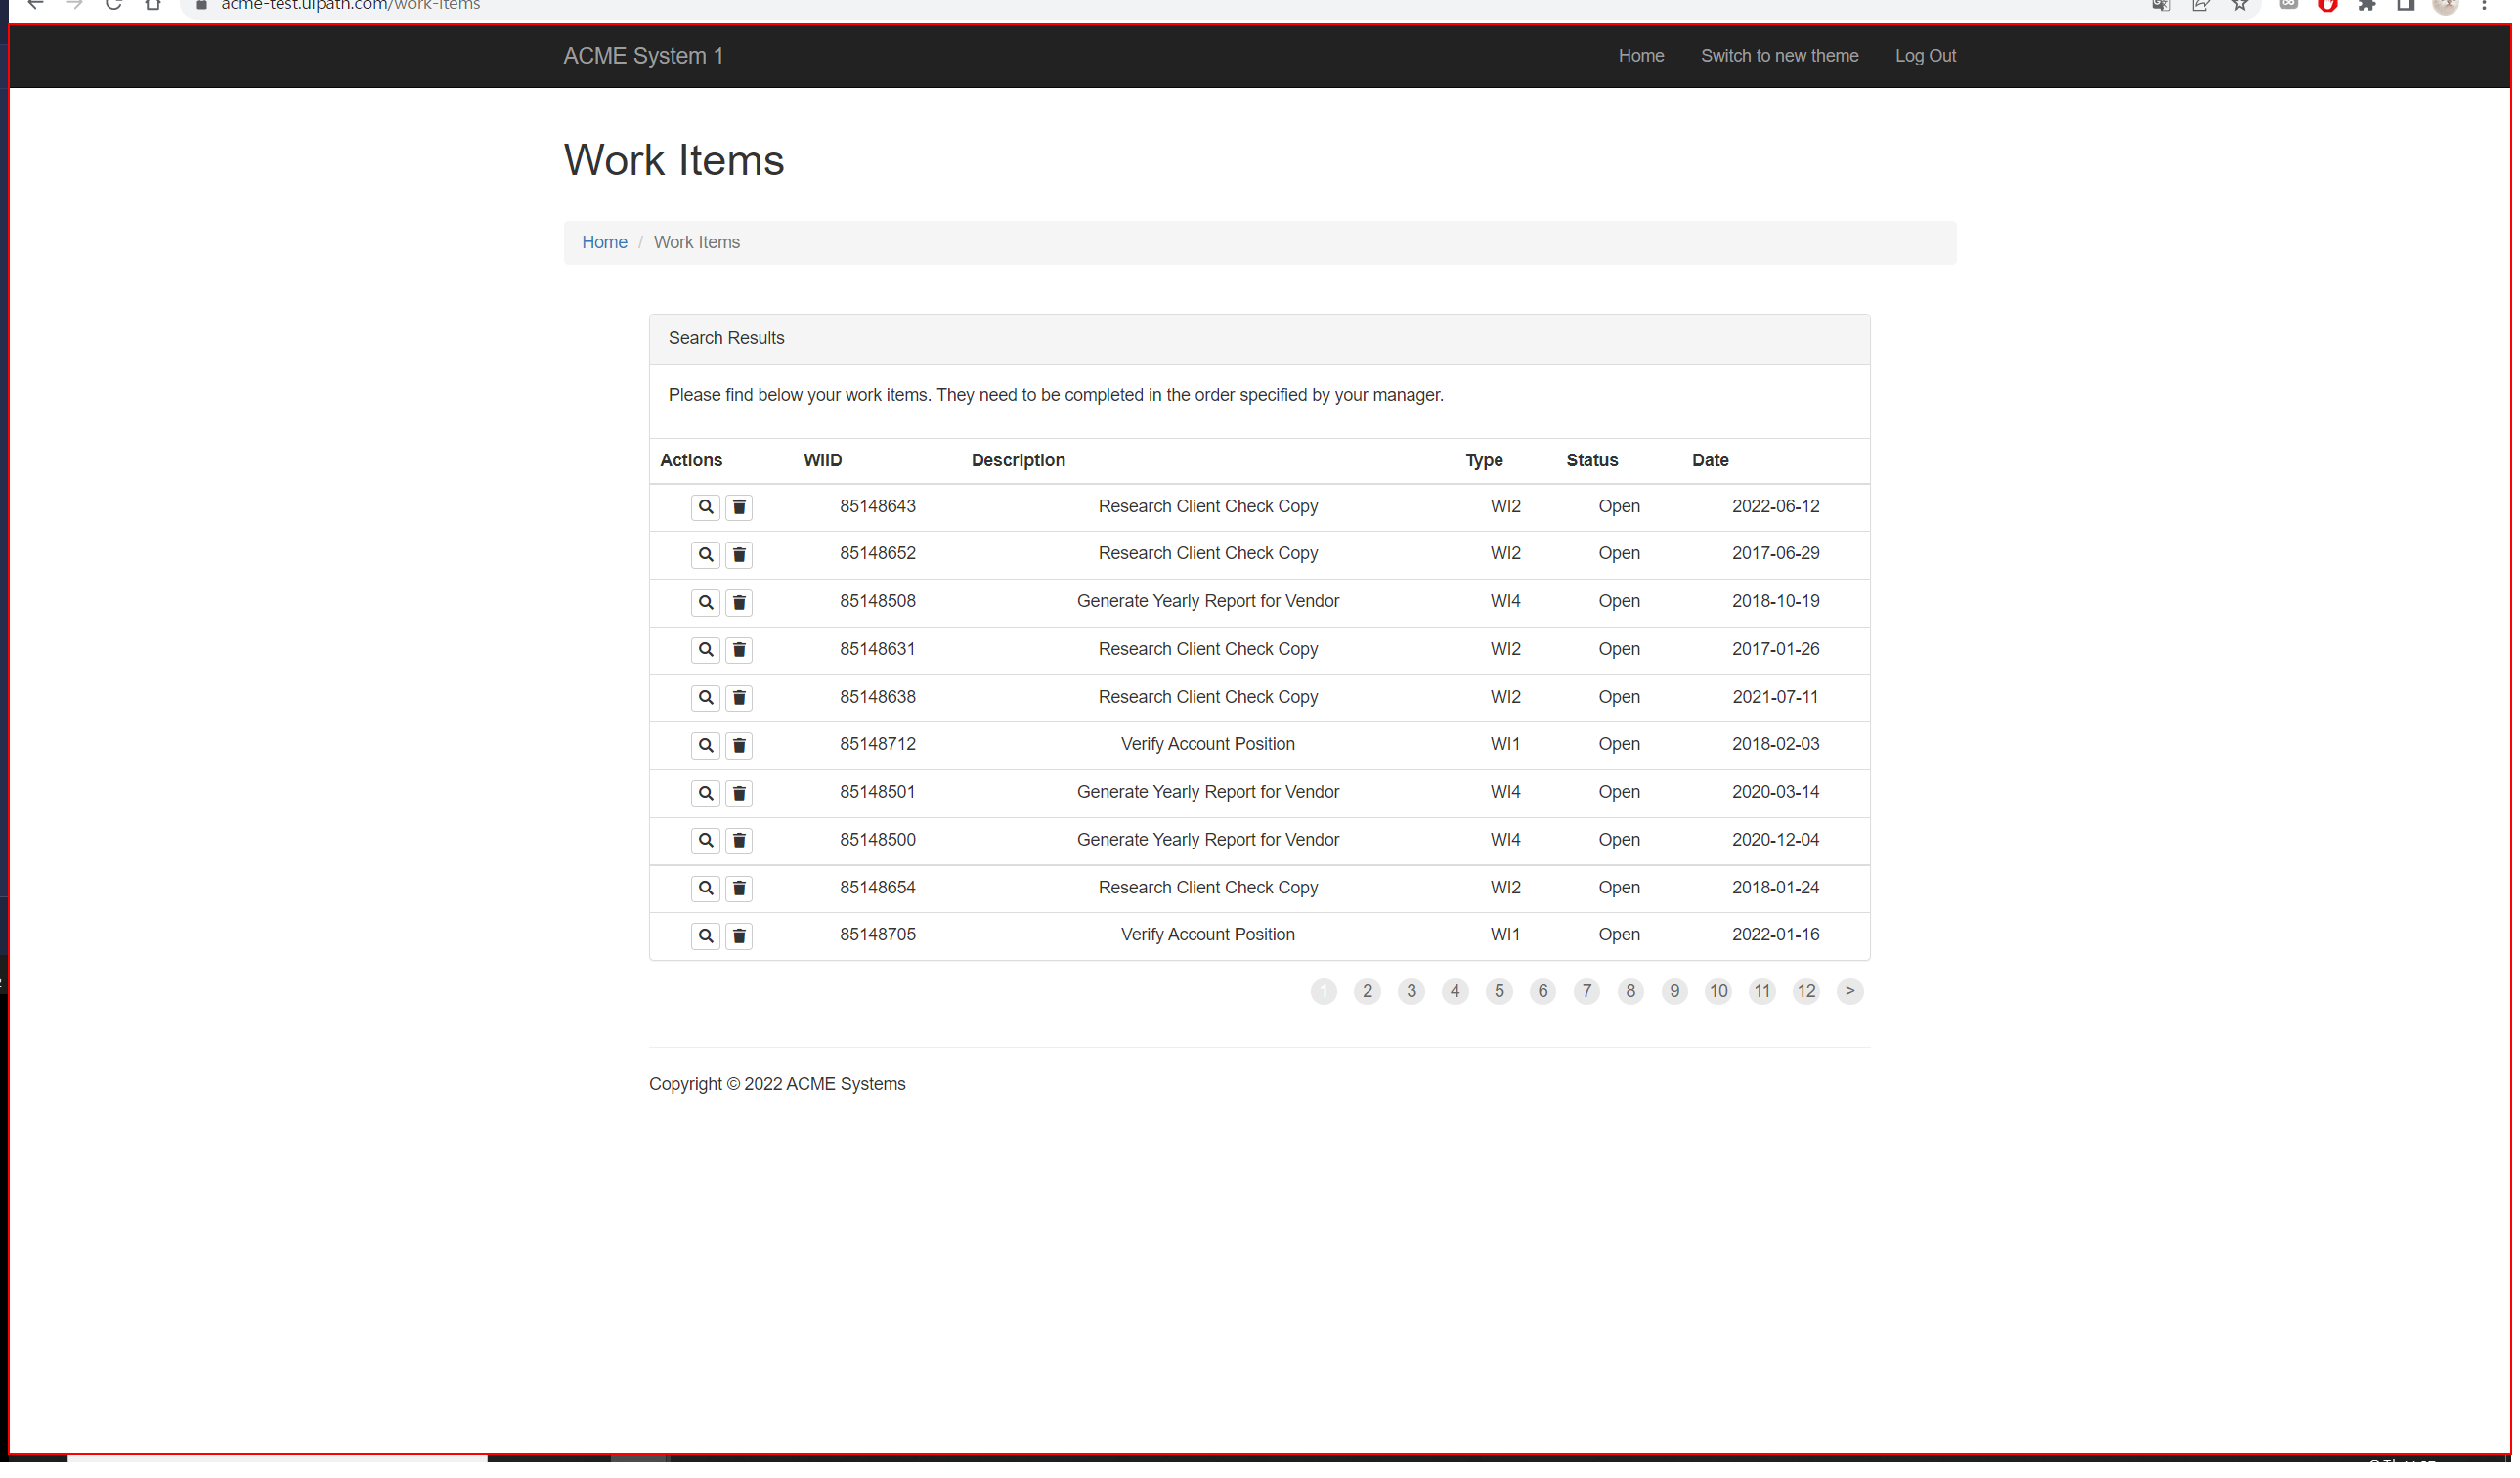 acme-test.uipath.com/work-items
ACME System 1 Home Switch to new theme Log Out
Work Items
Home / Work Items
Search Results
Please find below your work items. They need to be completed in the order specified by your manager.
Actions WIID Description Type Status Date
85148643 Research Client Check Copy WI2 Open 2022-06-12
85148652 Research Client Check Copy WI2 Open 2017-06-29
85148508 Generate Yearly Report for Vendor WI4 Open 2018-10-19
85148631 Research Client Check Copy WI2 Open 2017-01-26
85148638 Research Client Check Copy WI2 Open 2021-07-11
85148712 Verify Account Position WI1 Open 2018-02-03
85148501 Generate Yearly Report for Vendor WI4 Open 2020-03-14
85148500 Generate Yearly Report for Vendor WI4 Open 2020-12-04
85148654 Research Client Check Copy WI2 Open 2018-01-24
85148705 Verify Account Position WI1 Open 2022-01-16
1 2 3 4 5 6 7 8 9 10 11 12 >
Copyright © 2022 ACME Systems